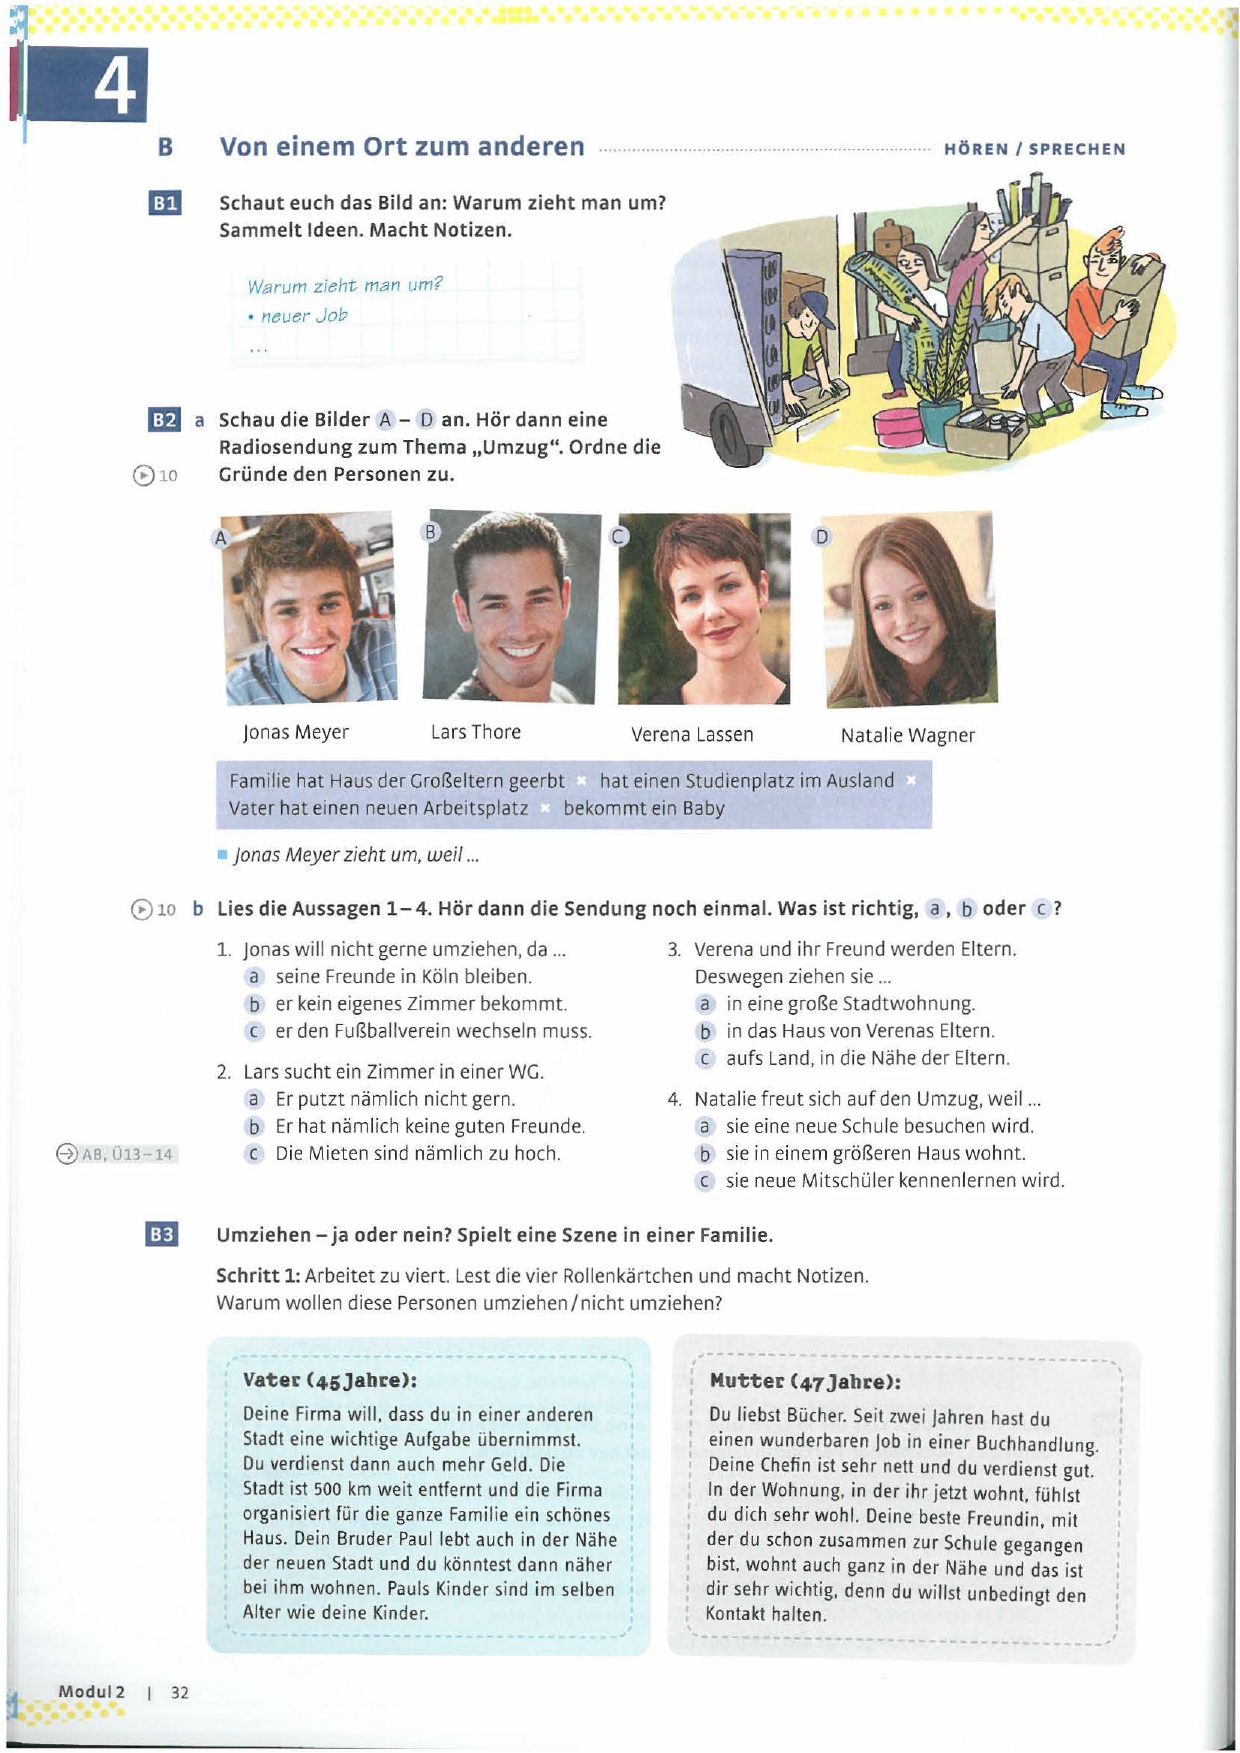 4
B Von einem Ort zum anderen HÖREN / SPRECHEN
B1 Schaut euch das Bild an: Warum zieht man um?
Sammelt Ideen. Macht Notizen.
Warum zieht man um?
• neuer Job
...
B2 a Schau die Bilder A – D an. Hör dann eine
Radiosendung zum Thema „Umzug“. Ordne die
10 Gründe den Personen zu.
A B C D
Jonas Meyer Lars Thore Verena Lassen Natalie Wagner
Familie hat Haus der Großeltern geerbt × hat einen Studienplatz im Ausland ×
Vater hat einen neuen Arbeitsplatz × bekommt ein Baby
Jonas Meyer zieht um, weil ...
10 b Lies die Aussagen 1–4. Hör dann die Sendung noch einmal. Was ist richtig, a, b oder c?
1. Jonas will nicht gerne umziehen, da ...
a seine Freunde in Köln bleiben.
b er kein eigenes Zimmer bekommt.
c er den Fußballverein wechseln muss.
2. Lars sucht ein Zimmer in einer WG.
a Er putzt nämlich nicht gern.
b Er hat nämlich keine guten Freunde.
AB, Ü13–14 c Die Mieten sind nämlich zu hoch.
3. Verena und ihr Freund werden Eltern.
Deswegen ziehen sie ...
a in eine große Stadtwohnung.
b in das Haus von Verenas Eltern.
c aufs Land, in die Nähe der Eltern.
4. Natalie freut sich auf den Umzug, weil ...
a sie eine neue Schule besuchen wird.
b sie in einem größeren Haus wohnt.
c sie neue Mitschüler kennenlernen wird.
B3 Umziehen – ja oder nein? Spielt eine Szene in einer Familie.
Schritt 1: Arbeitet zu viert. Lest die vier Rollenkärtchen und macht Notizen.
Warum wollen diese Personen umziehen / nicht umziehen?
Vater (45 Jahre):
Deine Firma will, dass du in einer anderen
Stadt eine wichtige Aufgabe übernimmst.
Du verdienst dann auch mehr Geld. Die
Stadt ist 500 km weit entfernt und die Firma
organisiert für die ganze Familie ein schönes
Haus. Dein Bruder Paul lebt auch in der Nähe
der neuen Stadt und du könntest dann näher
bei ihm wohnen. Pauls Kinder sind im selben
Alter wie deine Kinder.
Mutter (47 Jahre):
Du liebst Bücher. Seit zwei Jahren hast du
einen wunderbaren Job in einer Buchhandlung.
Deine Chefin ist sehr nett und du verdienst gut.
In der Wohnung, in der ihr jetzt wohnt, fühlst
du dich sehr wohl. Deine beste Freundin, mit
der du schon zusammen zur Schule gegangen
bist, wohnt auch ganz in der Nähe und das ist
dir sehr wichtig, denn du willst unbedingt den
Kontakt halten.
Modul 2 | 32